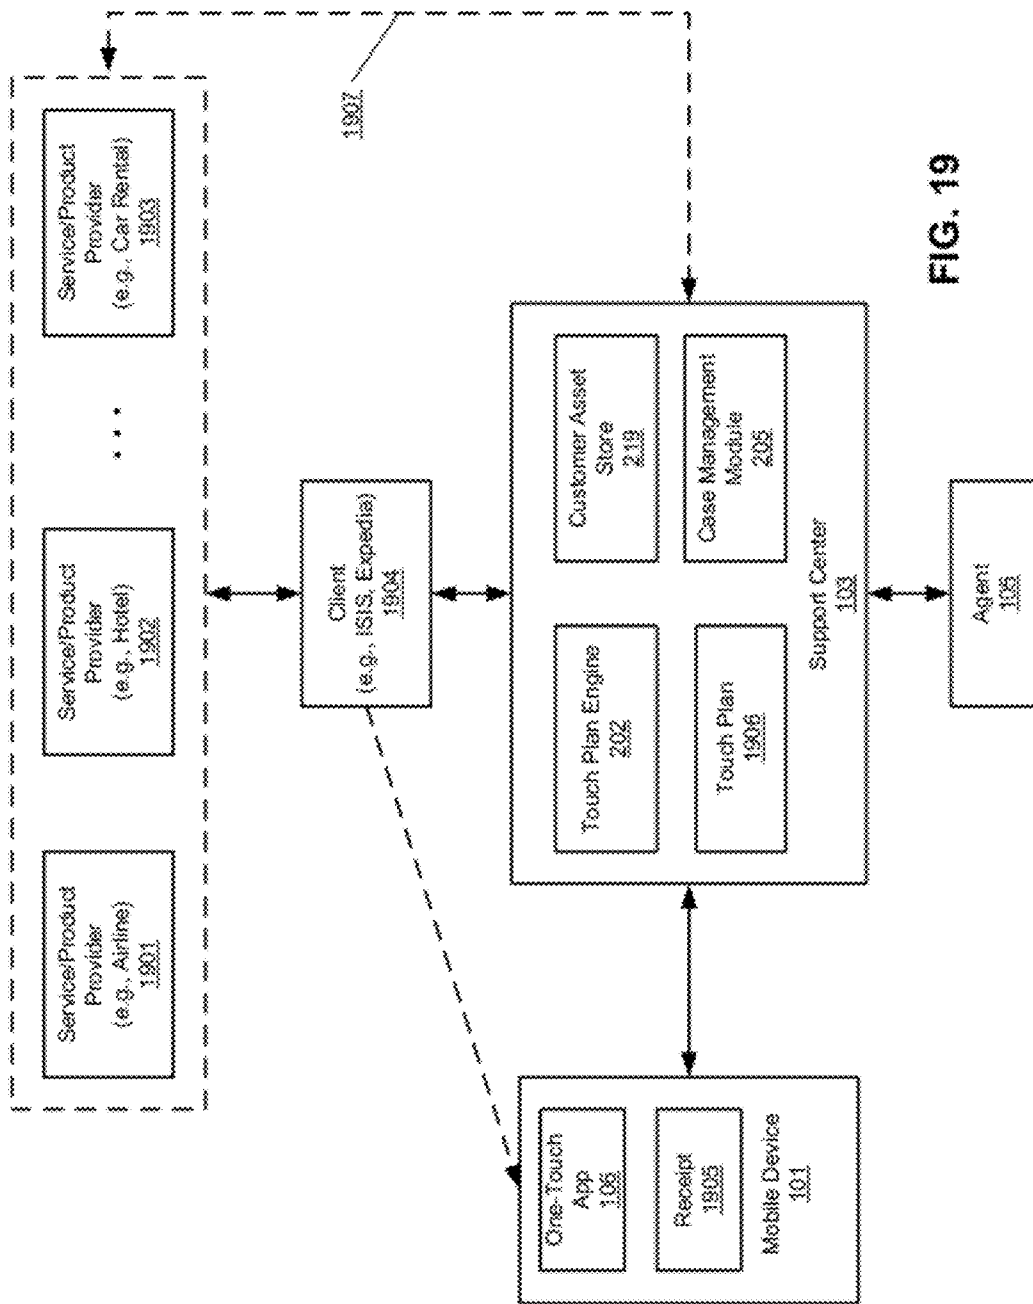 Service/Product
Provider
(e.g., Airline)
1901
Service/Product
Provider
(e.g., Hotel)
1902
• • •
Service/Product
Provider
(e.g., Car Rental)
1903
Client
(e.g., ISIS, Expedia)
1904
1907
One-Touch
App
106
Receipt
1905
Mobile Device
101
Touch Plan Engine
202
Customer Asset
Store
219
Touch Plan
1906
Case Management
Module
205
Support Center
103
Agent
105
FIG. 19